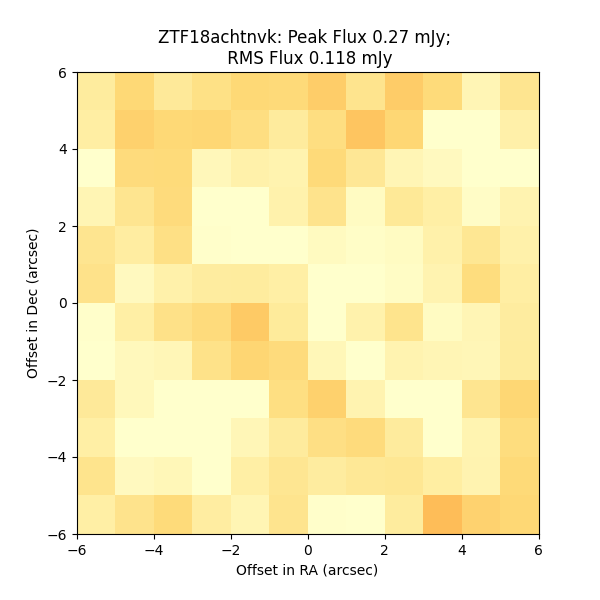 ZTF18achtnvk: Peak Flux 0.27 mJy;
RMS Flux 0.118 mJy
6
4
2
0
−2
−4
−6
Offset in Dec (arcsec)
−6 −4 −2 0 2 4 6
Offset in RA (arcsec)